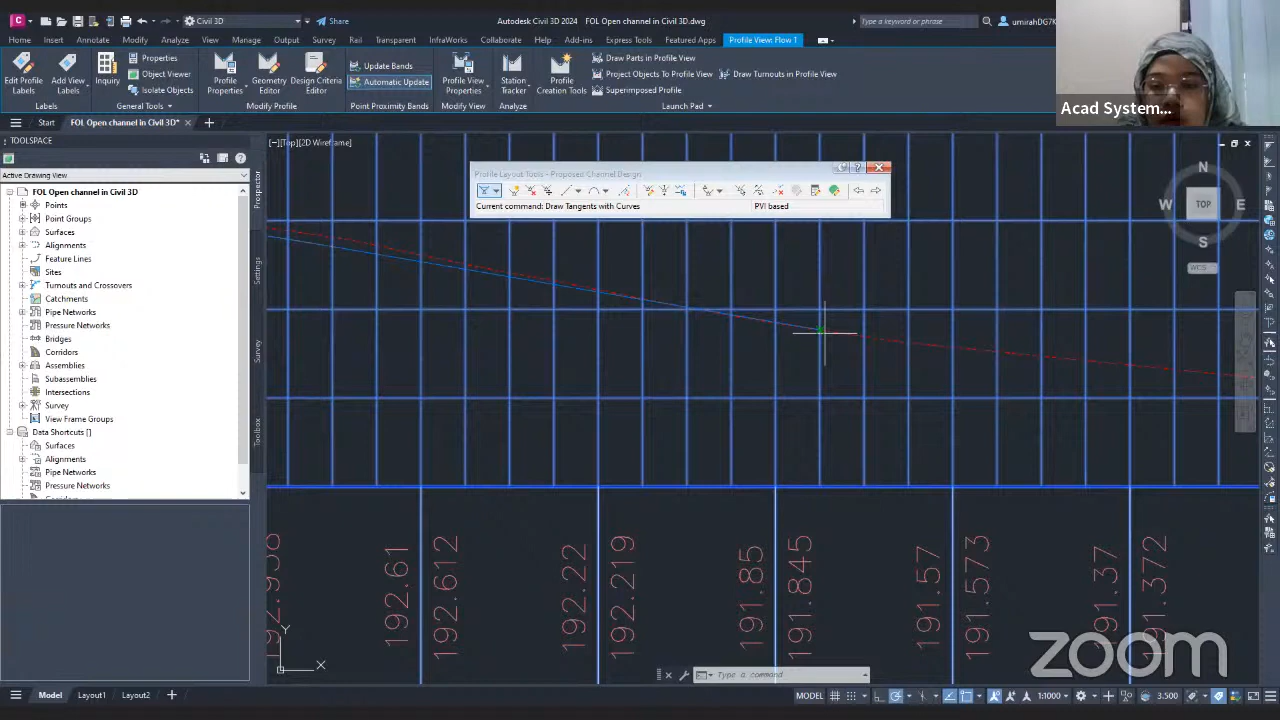 Civil 3D
Share
Autodesk Civil 3D 2024 FOL Open channel in Civil 3D.dwg
Type a keyword or phrase
umirahDG7K
Home Insert Annotate Modify Analyze View Manage Output Survey Rail Transparent InfraWorks Collaborate Help Add-ins Express Tools Featured Apps Profile View: Flow 1
Edit Profile Labels
Add View Labels
Labels
Inquiry
Properties
Object Viewer
Isolate Objects
General Tools
Profile Properties
Geometry Editor
Design Criteria Editor
Modify Profile
Update Bands
Automatic Update
Point Proximity Bands
Profile View Properties
Modify View
Station Tracker
Analyze
Profile Creation Tools
Draw Parts in Profile View
Project Objects To Profile View
Draw Turnouts in Profile View
Superimposed Profile
Launch Pad
Acad System...
Start
FOL Open channel in Civil 3D*
TOOLSPACE
[−][Top][2D Wireframe]
Active Drawing View
FOL Open channel in Civil 3D
Points
Point Groups
Surfaces
Alignments
Feature Lines
Sites
Turnouts and Crossovers
Catchments
Pipe Networks
Pressure Networks
Bridges
Corridors
Assemblies
Subassemblies
Intersections
Survey
View Frame Groups
Data Shortcuts []
Surfaces
Alignments
Pipe Networks
Pressure Networks
Prospector
Settings
Survey
Toolbox
Profile Layout Tools - Proposed Channel Design
Current command: Draw Tangents with Curves
PVI based
N
W
TOP
E
S
WCS
192.61
192.612
192.22
192.219
191.85
191.845
191.57
191.573
191.37
191.372
Y
X
Type a command
zoom
Model Layout1 Layout2
MODEL
1:1000
3.500